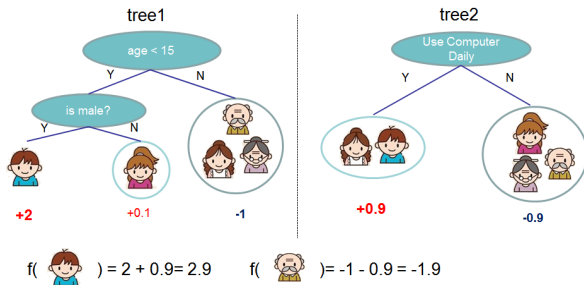 tree1
tree2
age < 15
Use Computer
Daily
Y
N
Y
N
is male?
Y
N
+2
+0.1
-1
+0.9
-0.9
f( ) = 2 + 0.9= 2.9
f( )= -1 - 0.9 = -1.9